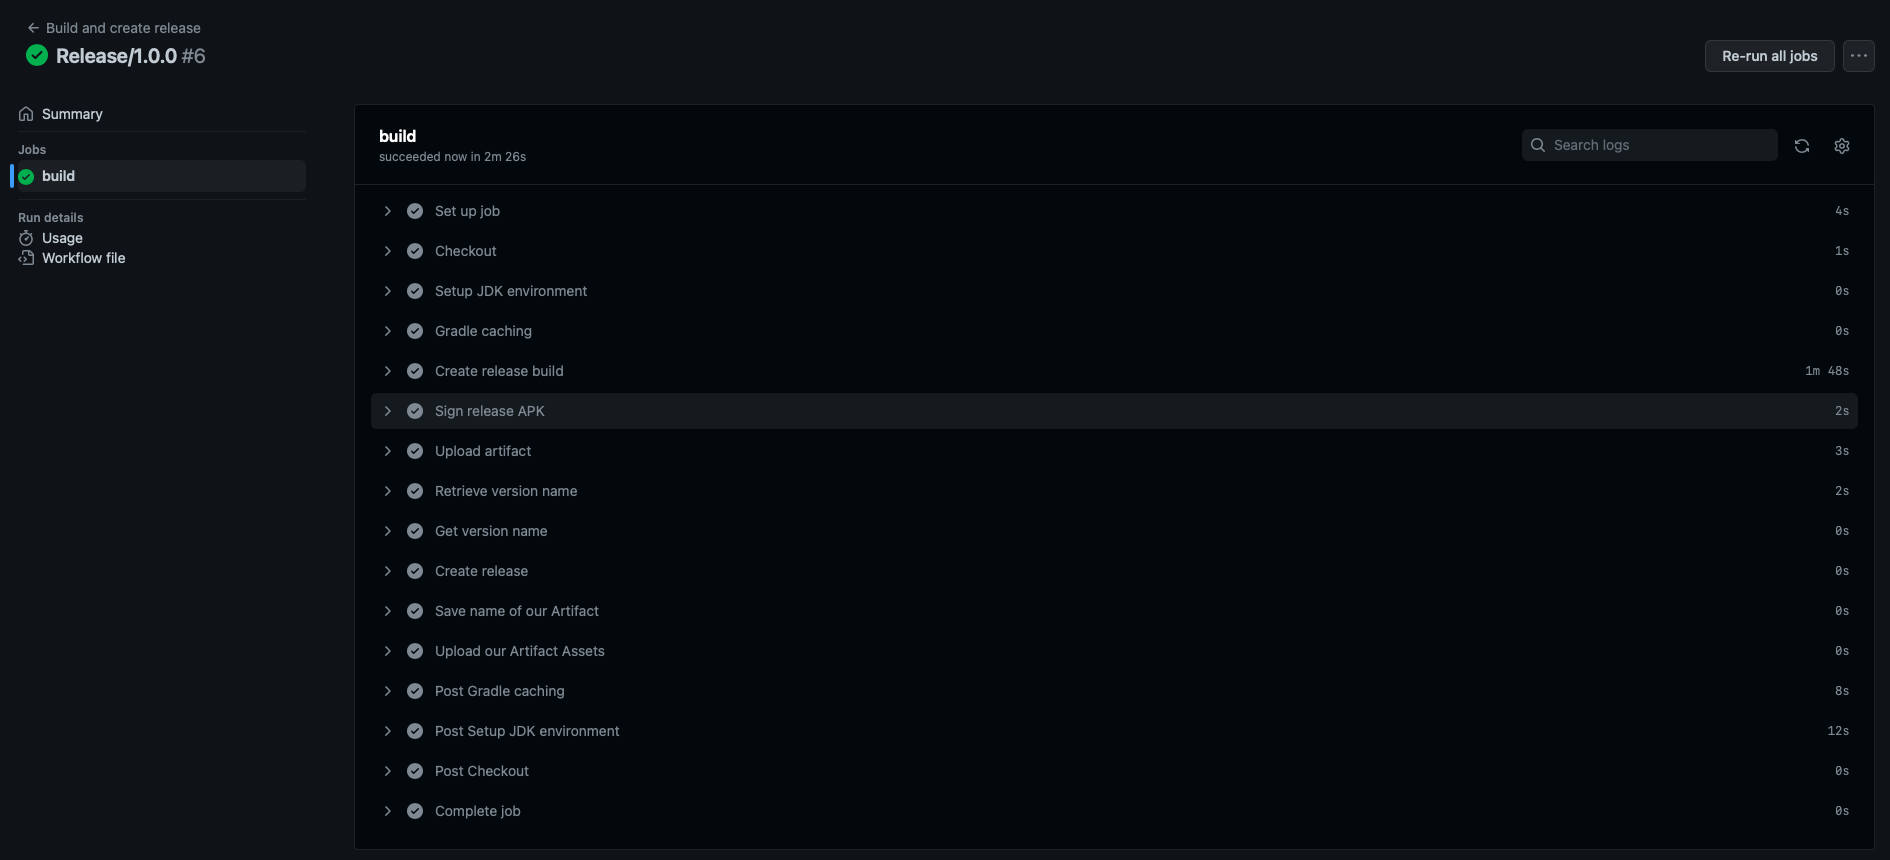 Build and create release
Release/1.0.0 #6
Re-run all jobs
Summary
Jobs
build
Run details
Usage
Workflow file
build
succeeded now in 2m 26s
Search logs
Set up job 4s
Checkout 1s
Setup JDK environment 0s
Gradle caching 0s
Create release build 1m 48s
Sign release APK 2s
Upload artifact 3s
Retrieve version name 2s
Get version name 0s
Create release 0s
Save name of our Artifact 0s
Upload our Artifact Assets 0s
Post Gradle caching 8s
Post Setup JDK environment 12s
Post Checkout 0s
Complete job 0s